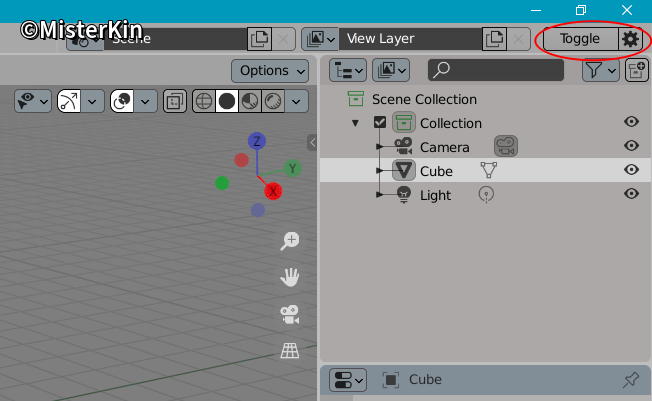 ©MisterKin
Scene
View Layer
Toggle
Options
Scene Collection
Collection
Camera
Cube
Light
Z
Y
X
Cube